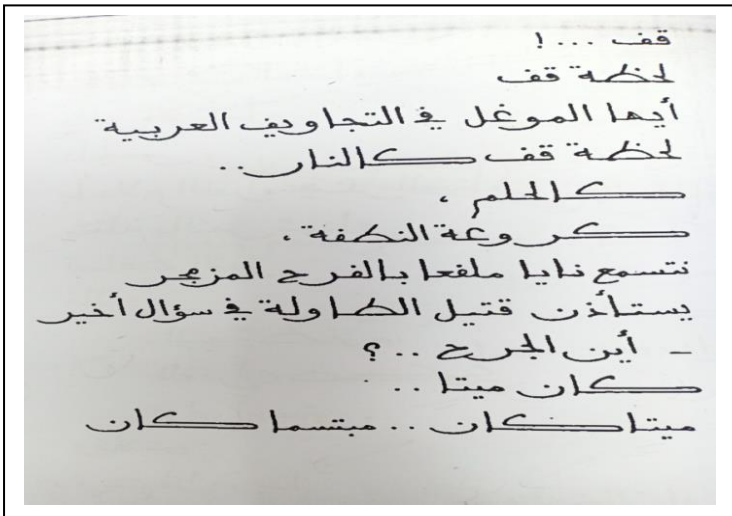 قف ... !
لحظة قف
أيها الموغل في التجاويف العربية
لحظة قف كالنار ..
كالحلم ،
كروعة النطفة ،
نتسمع نايا ملفعا بالفرح المزهر
يستأذن قتيل الطاولة في سؤال أخير
- أين الجرح .. ؟
كان ميتا ..
ميتا كان .. مبتسما كان